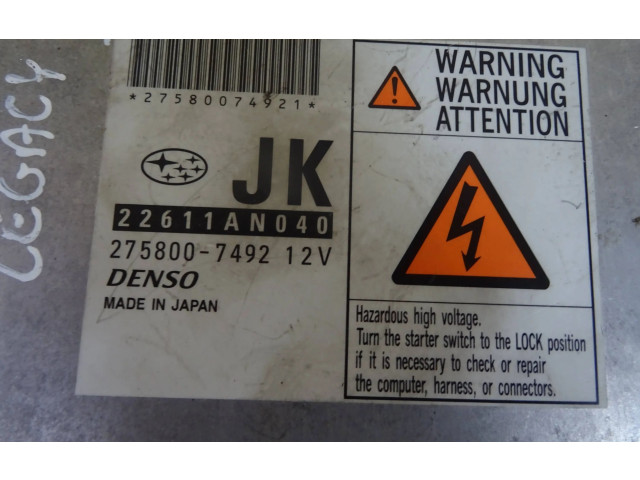 LEGACY
*27580074921*
JK
22611AN040
275800-7492 12V
DENSO
MADE IN JAPAN
WARNING
WARNUNG
ATTENTION
Hazardous high voltage.
Turn the starter switch to the LOCK position
if it is necessary to check or repair
the computer, harness, or connectors.